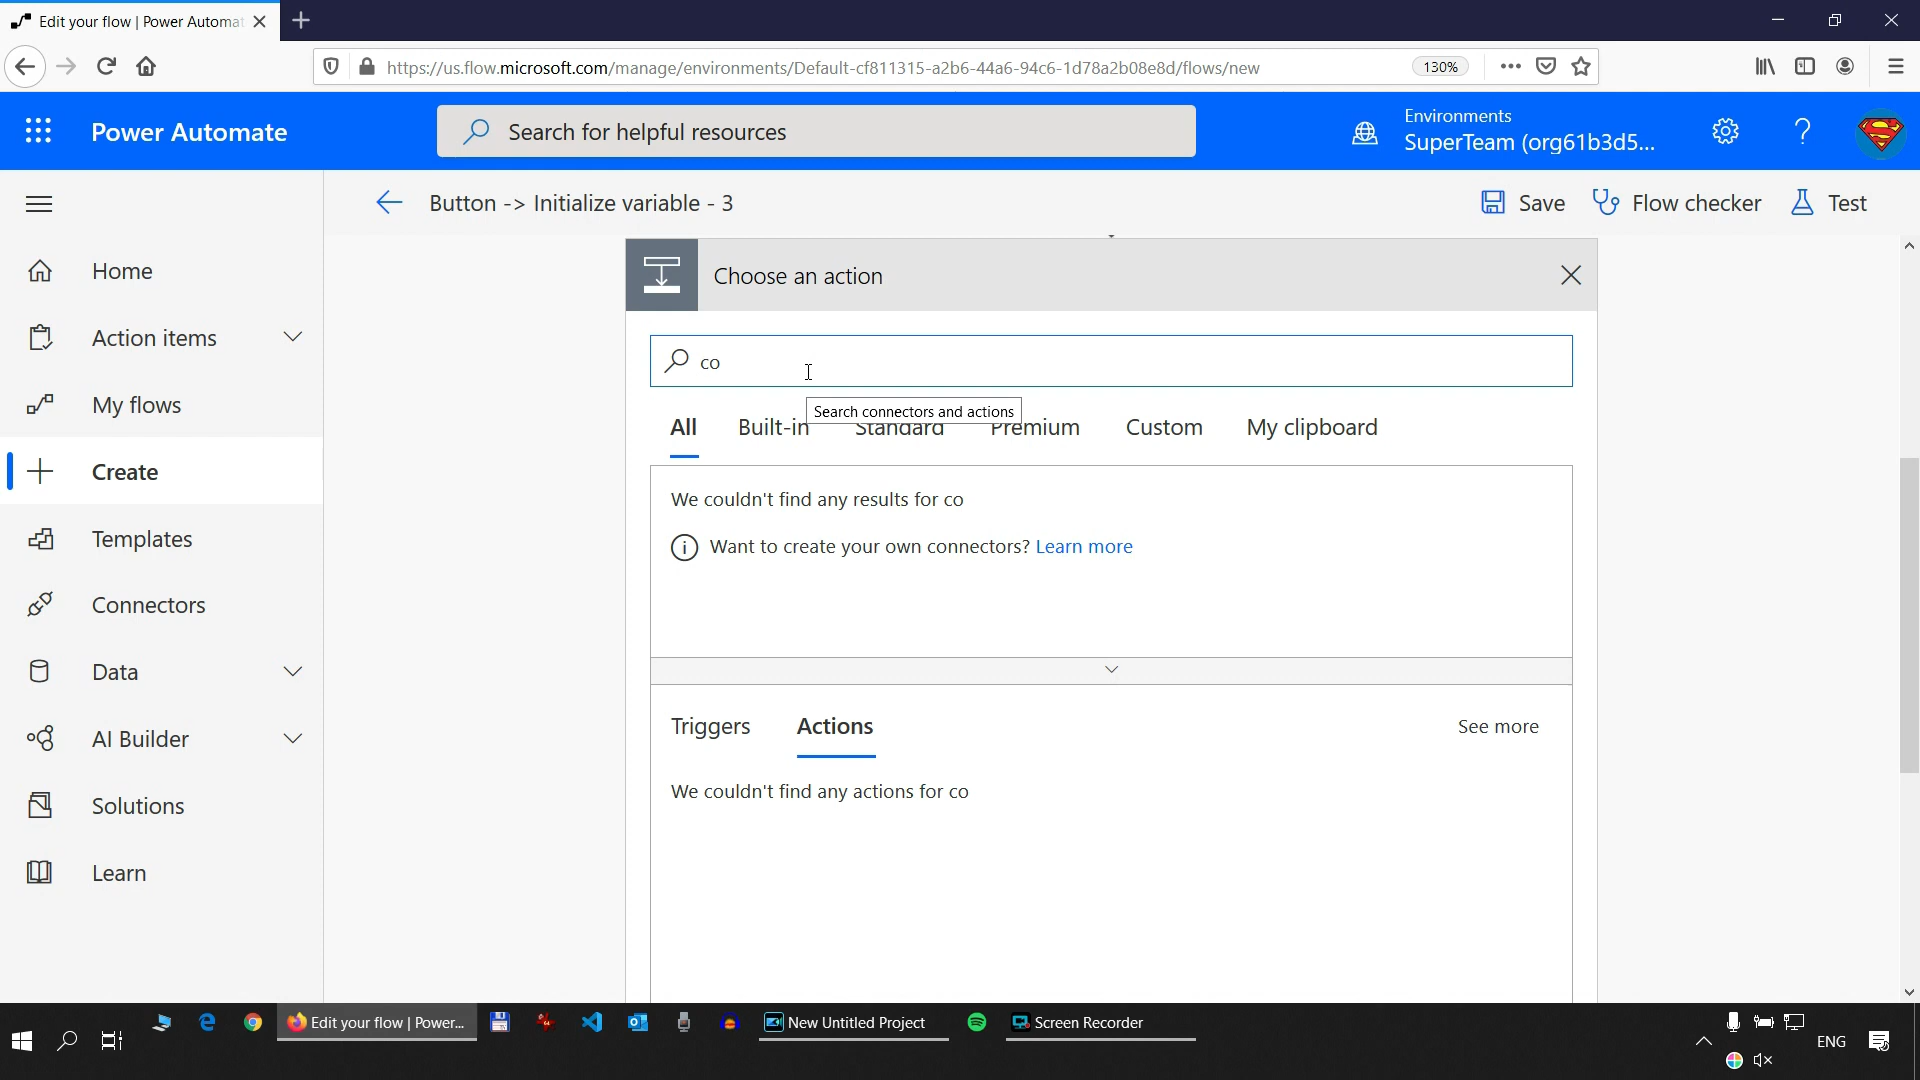 Edit your flow | Power Automat
https://us.flow.microsoft.com/manage/environments/Default-cf811315-a2b6-44a6-94c6-1d78a2b08e8d/flows/new
130%
Power Automate
Search for helpful resources
Environments
SuperTeam (org61b3d5...
Button -> Initialize variable - 3
Save
Flow checker
Test
Home
Action items
My flows
Create
Templates
Connectors
Data
AI Builder
Solutions
Learn
Choose an action
co
Search connectors and actions
All
Built-in
Standard
Premium
Custom
My clipboard
We couldn't find any results for co
Want to create your own connectors? Learn more
Triggers
Actions
See more
We couldn't find any actions for co
Edit your flow | Power...
New Untitled Project
Screen Recorder
ENG